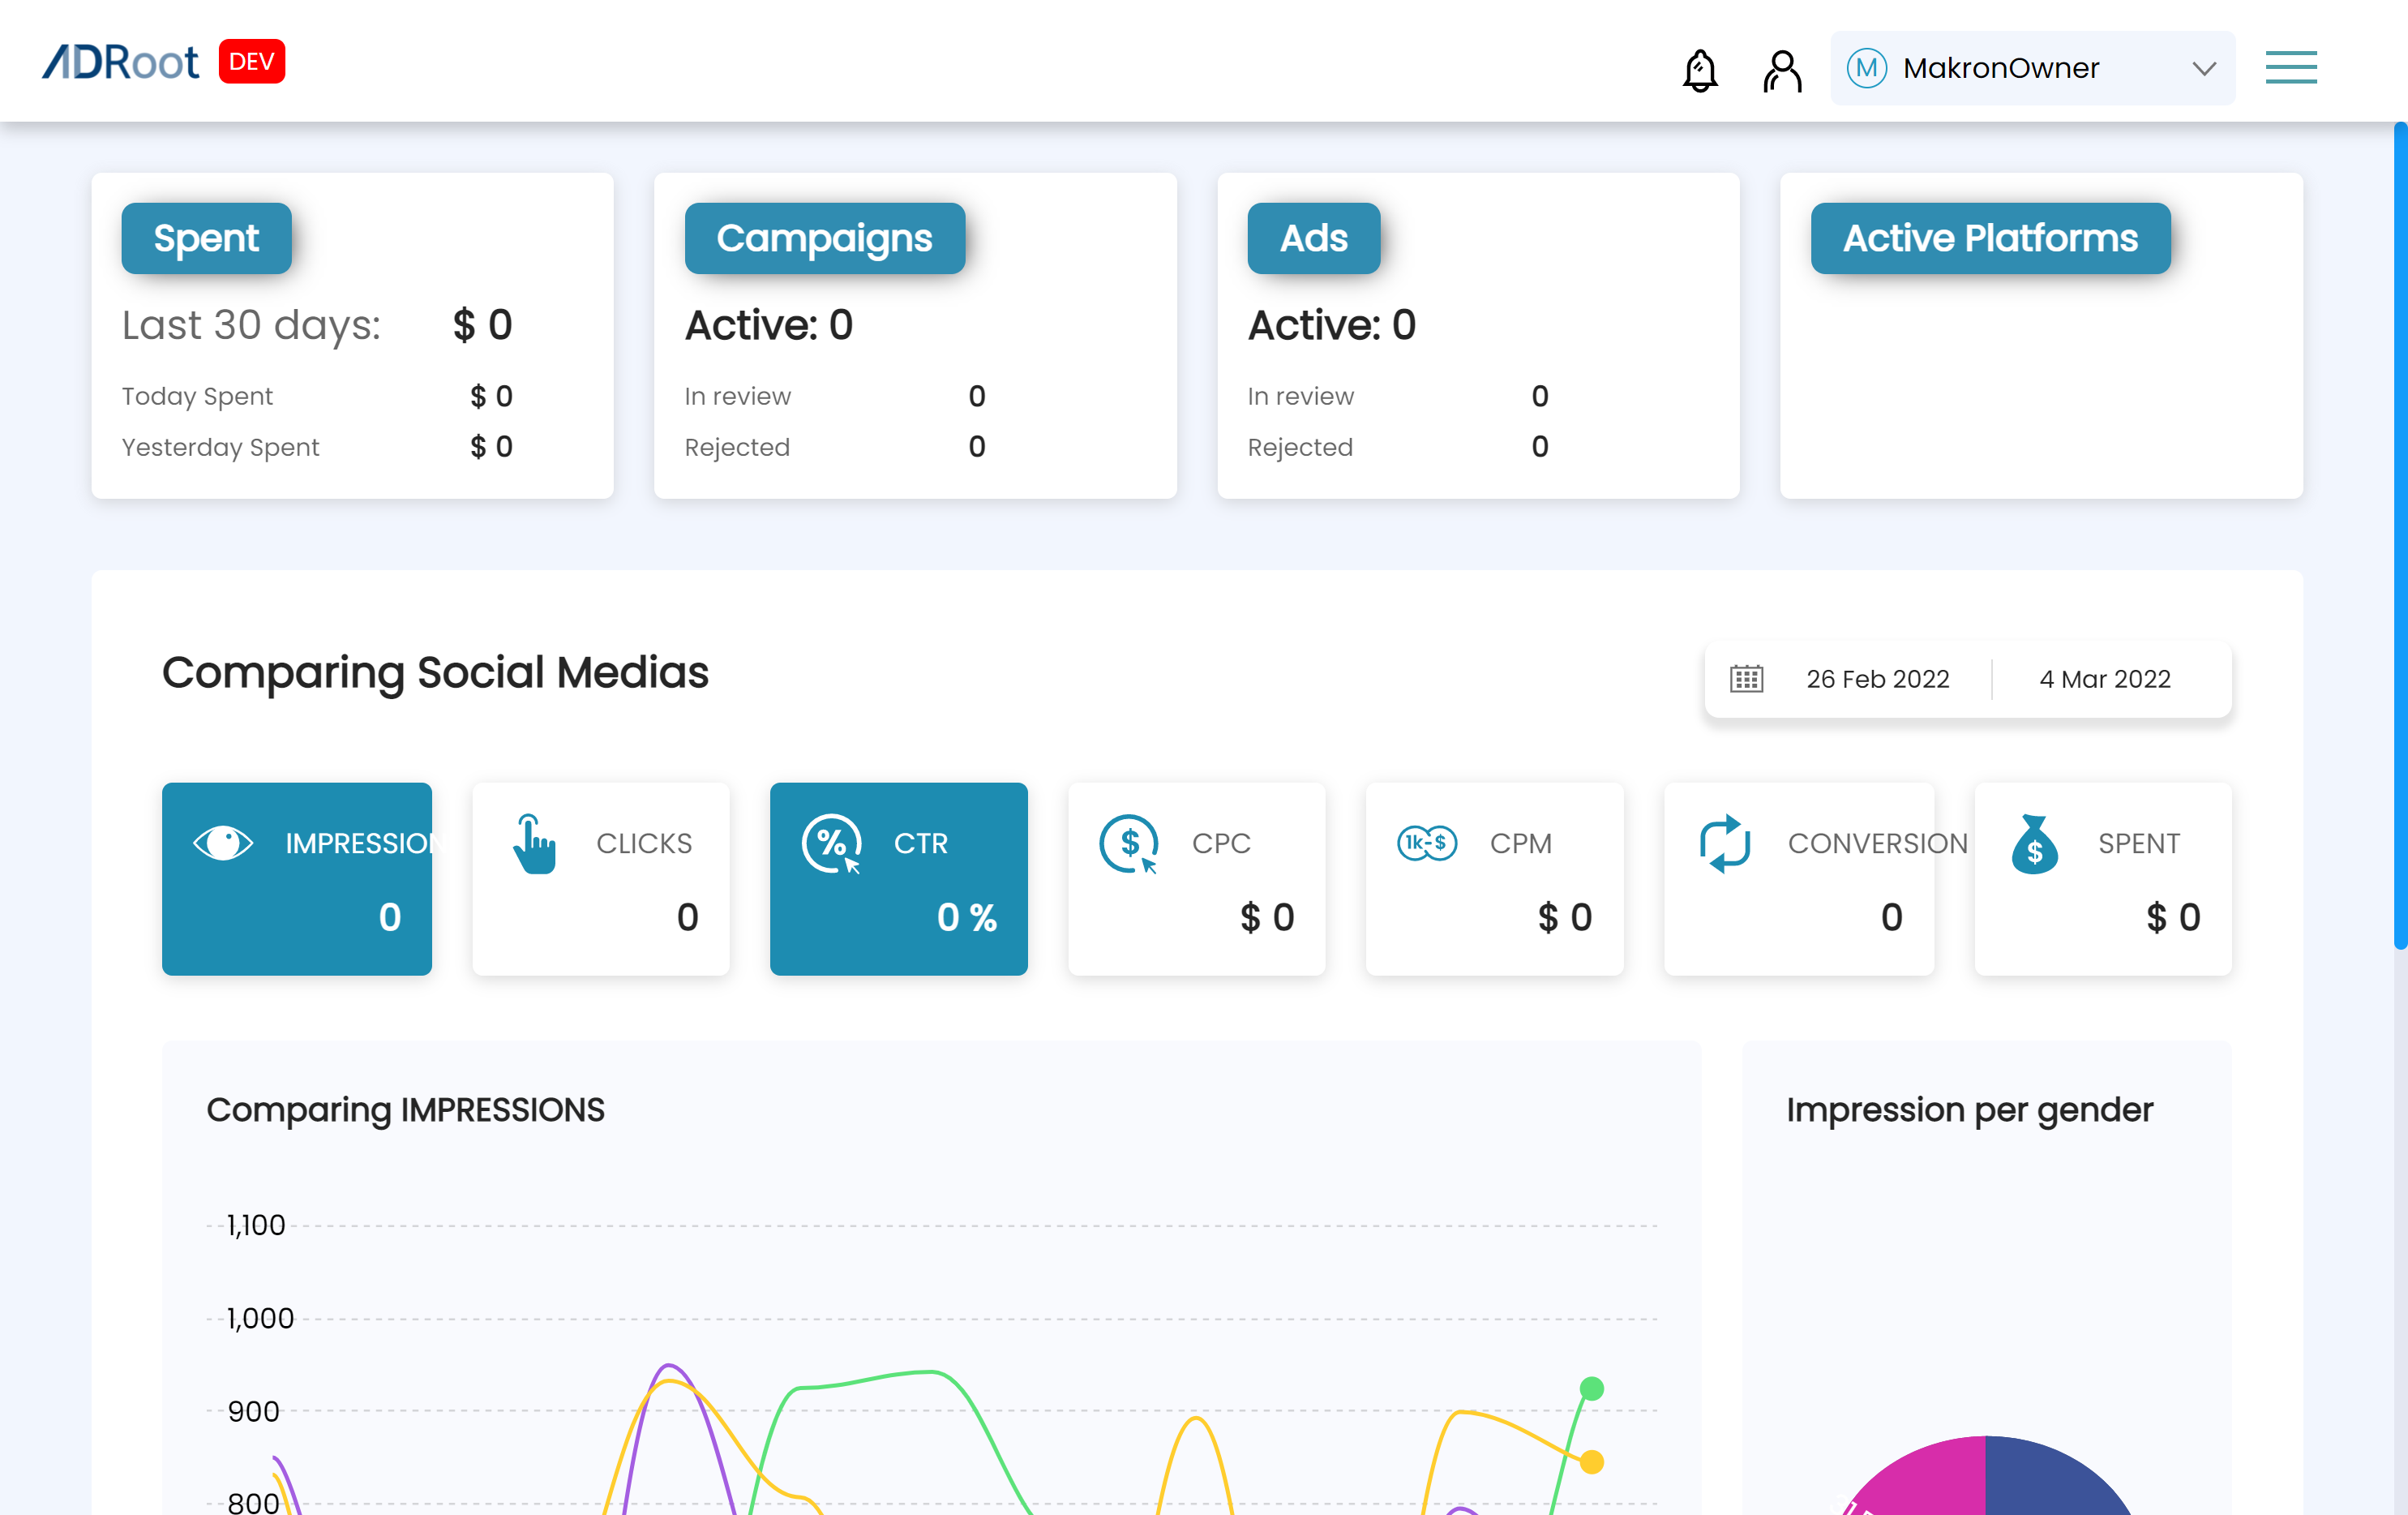 ADRoot DEV M MakronOwner
Spent Campaigns Ads Active Platforms
Last 30 days: $ 0 Active: 0 Active: 0
Today Spent $ 0 In review 0 In review 0
Yesterday Spent $ 0 Rejected 0 Rejected 0
Comparing Social Medias 26 Feb 2022 4 Mar 2022
IMPRESSION CLICKS % CTR $ CPC 1k-$ CPM CONVERSION $ SPENT
0 0 0 % $ 0 $ 0 0 $ 0
Comparing IMPRESSIONS Impression per gender
1,100
1,000
900
800